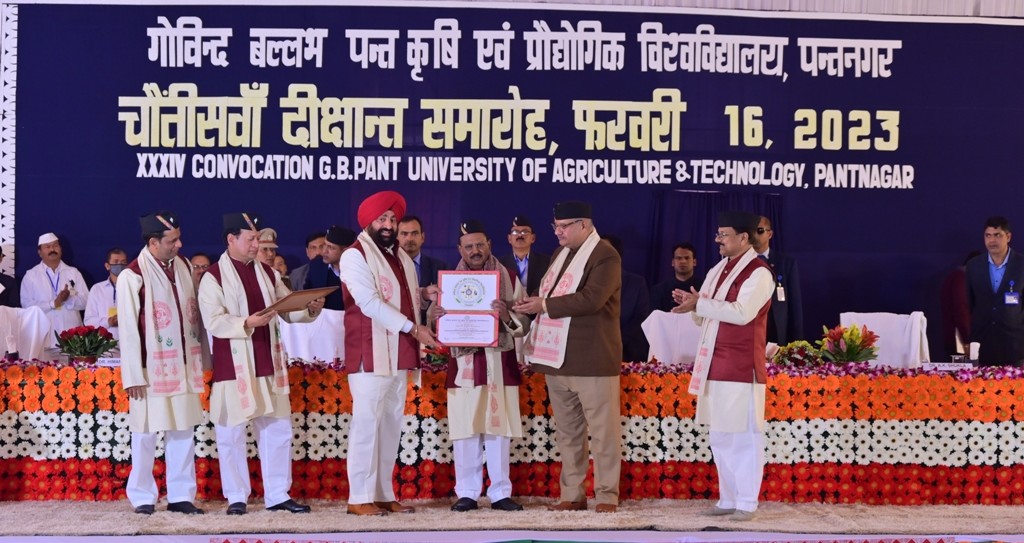 गोविन्द बल्लभ पन्त कृषि एवं प्रौद्योगिक विश्वविद्यालय, पन्तनगर
चौंतीसवाँ दीक्षान्त समारोह, फरवरी 16, 2023
XXXIV CONVOCATION G.B.PANT UNIVERSITY OF AGRICULTURE & TECHNOLOGY, PANTNAGAR